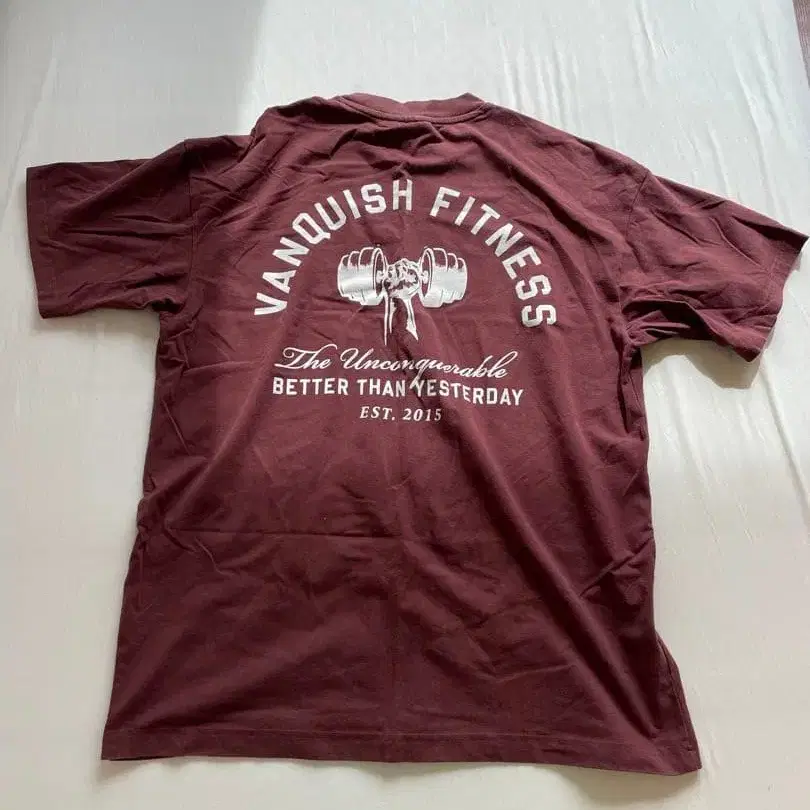 VANQUISH FITNESS
The Unconquerable
BETTER THAN YESTERDAY
EST. 2015